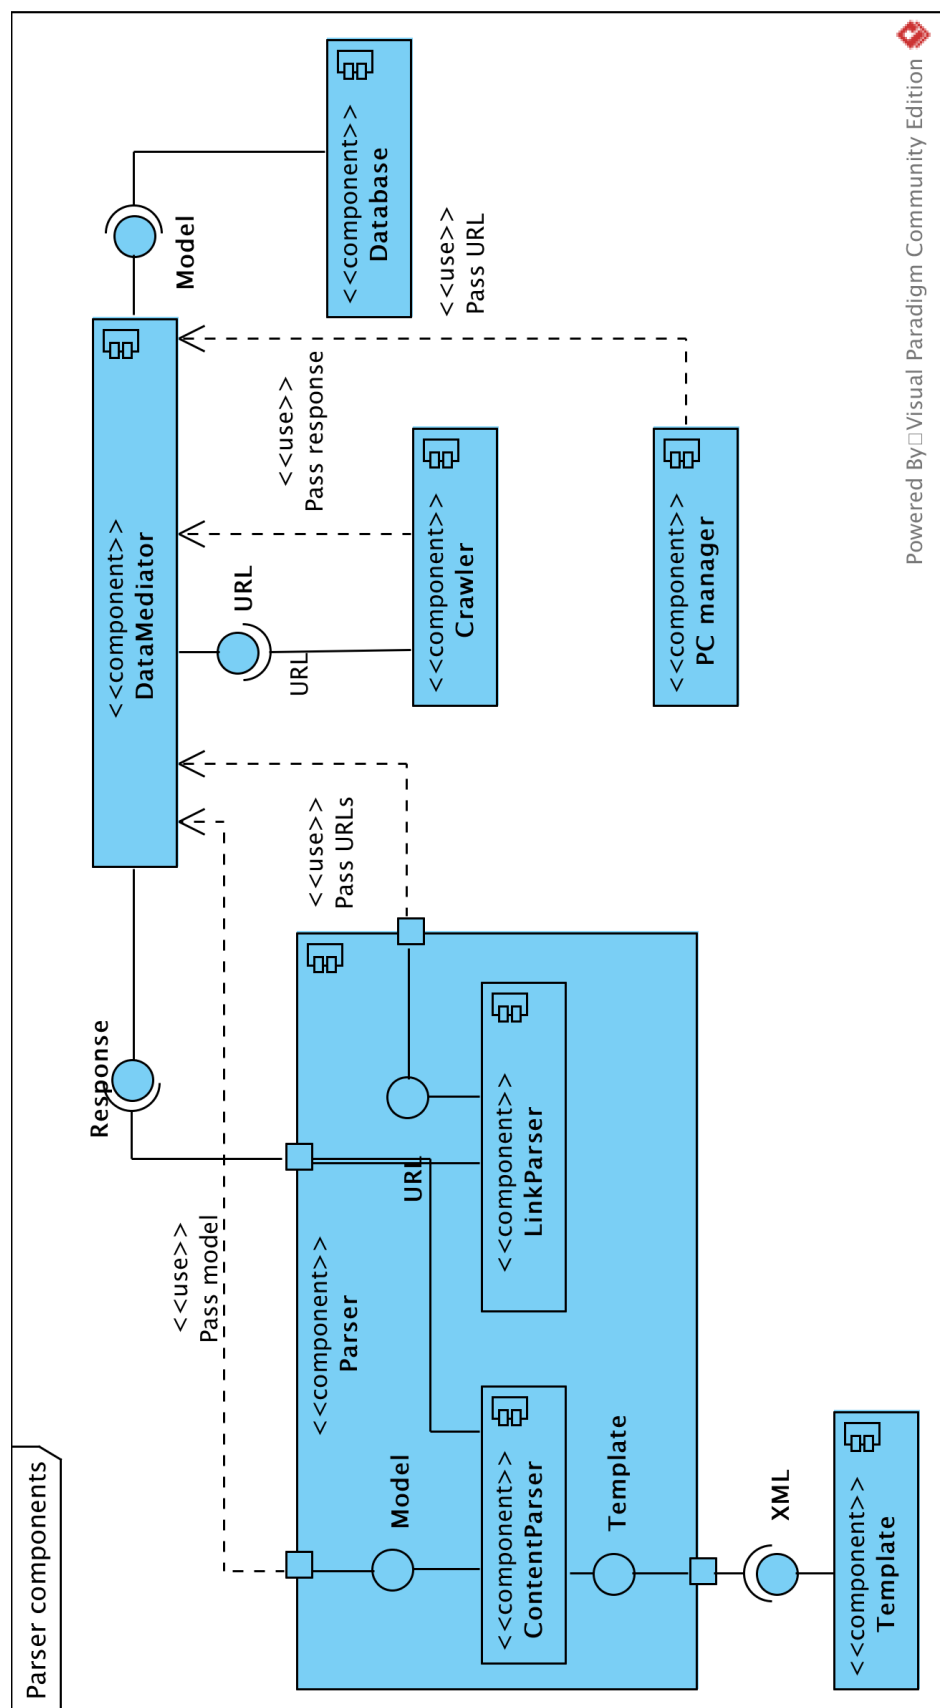 Parser components
<<component>>
DataMediator
Response
<<use>>
Pass model
<<use>>
Pass URLs
URL
URL
<<use>>
Pass response
Model
<<component>>
Database
<<use>>
Pass URL
<<component>>
Crawler
<<component>>
PC manager
<<component>>
Parser
Model
<<component>>
ContentParser
Template
URL
<<component>>
LinkParser
XML
<<component>>
Template
Powered By□Visual Paradigm Community Edition